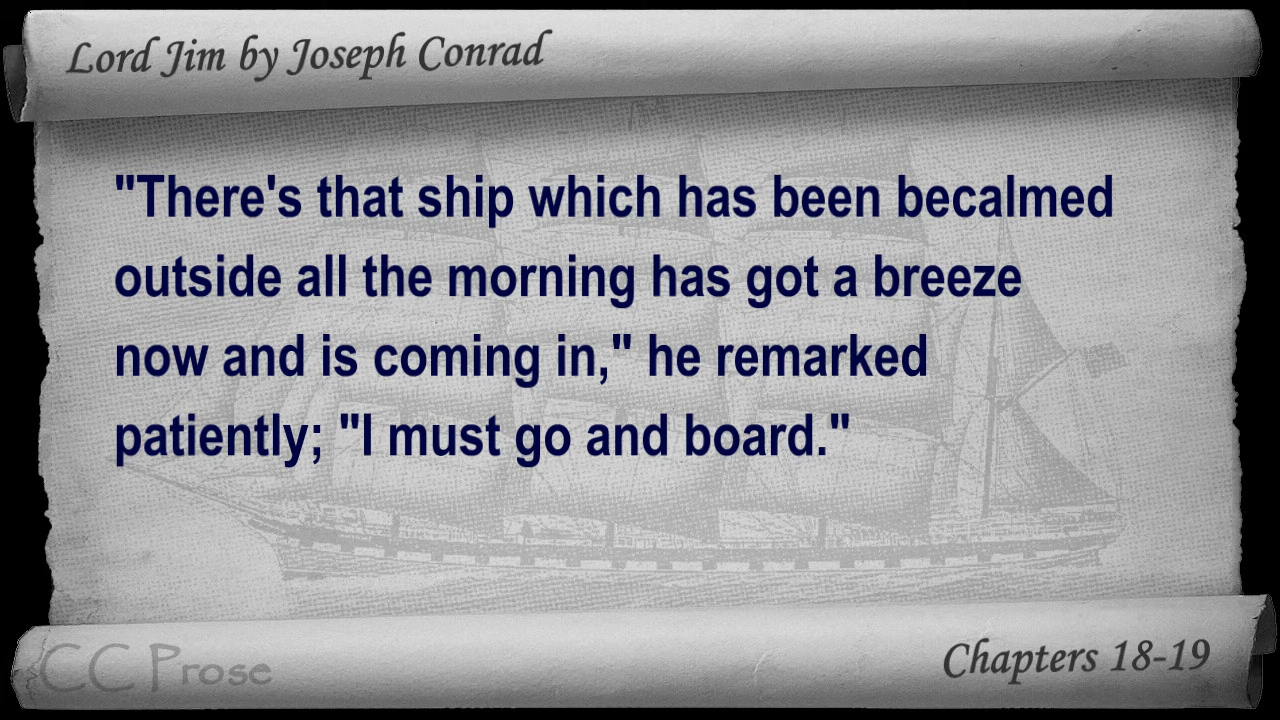 Lord Jim by Joseph Conrad
"There's that ship which has been becalmed
outside all the morning has got a breeze
now and is coming in," he remarked
patiently; "I must go and board."
CC Prose
Chapters 18-19